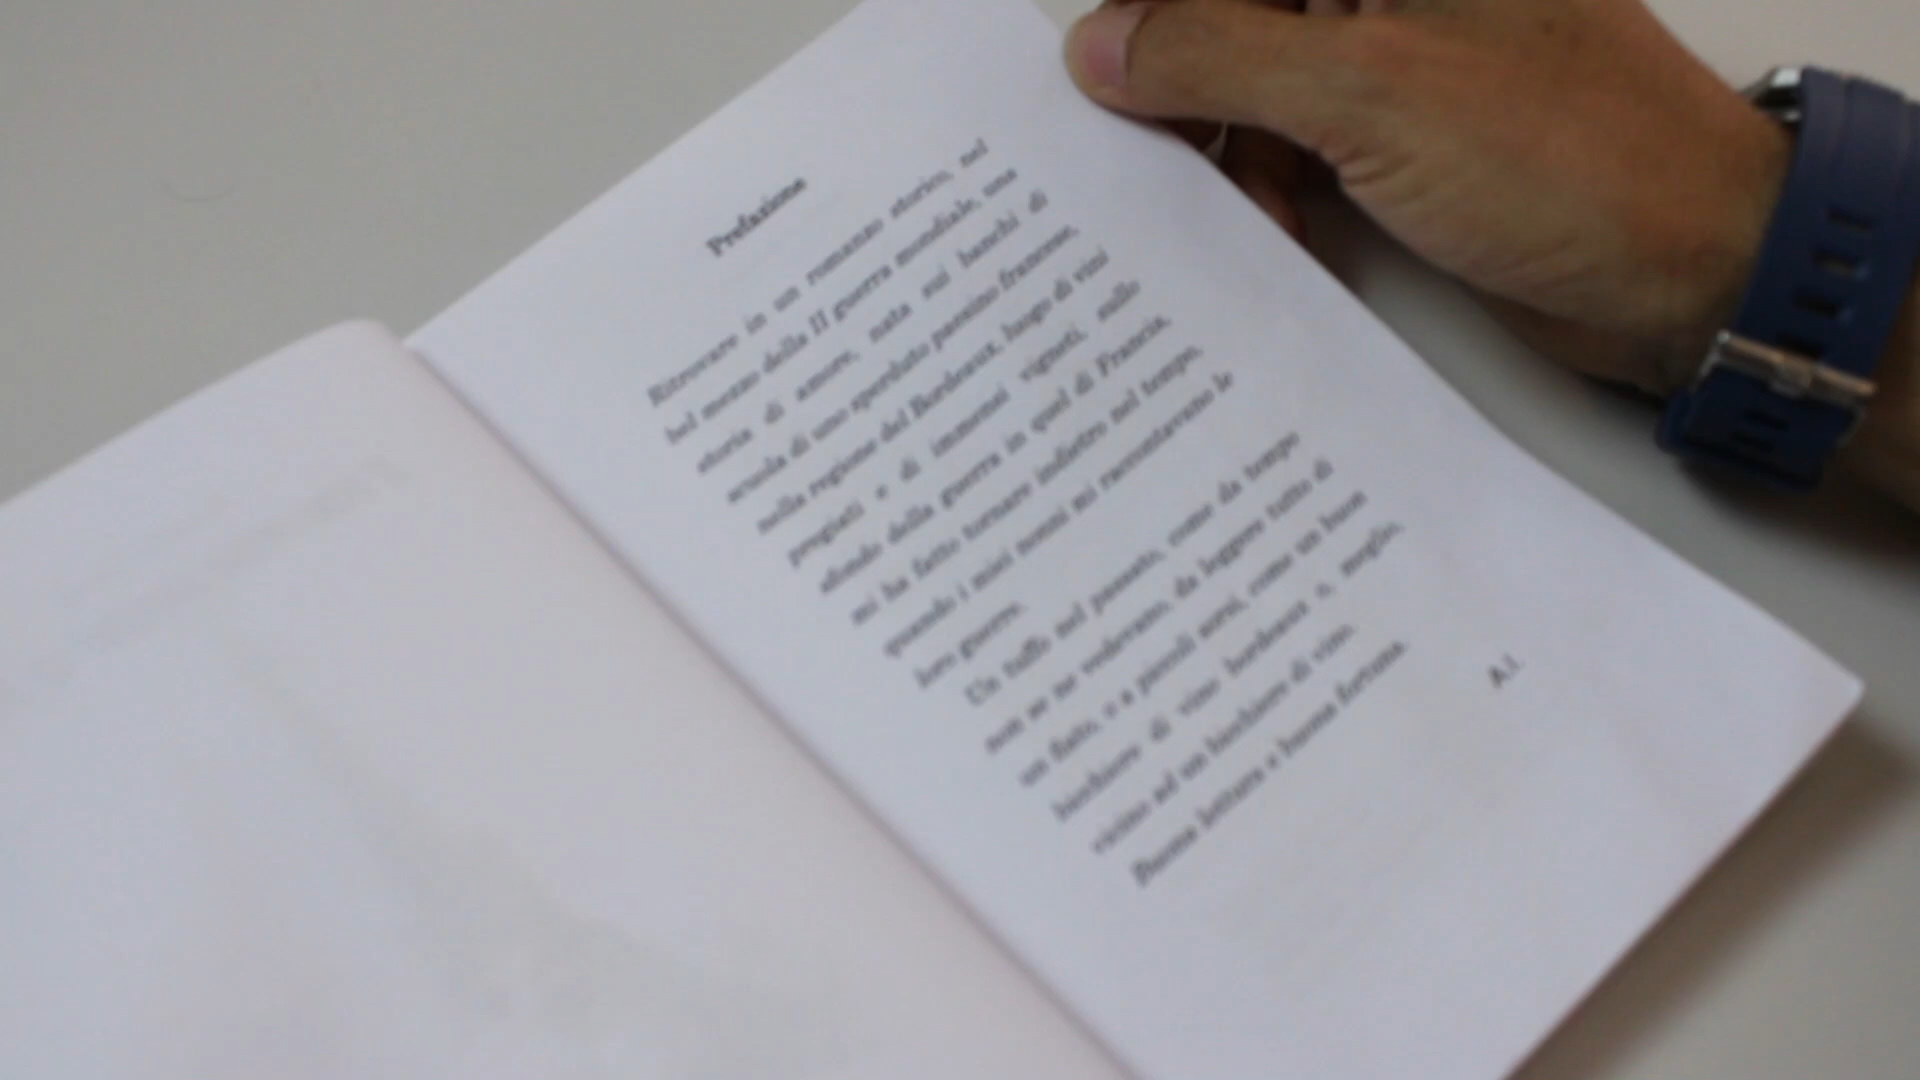 Prefazione
Ritrovare in un romanzo storico, nel
bel mezzo della II guerra mondiale, una
storia di amore, nata sui banchi di
scuola di uno sperduto paesino francese,
nella regione del Bordeaux, luogo di vini
pregiati e di immensi vigneti, sullo
sfondo della guerra in quel di Francia,
mi ha fatto tornare indietro nel tempo,
quando i miei nonni mi raccontavano le
loro guerre.
Un tuffo nel passato, come da tempo
non se ne vedevano, da leggere tutto di
un fiato, o a piccoli sorsi, come un buon
bicchiere di vino bordeaux o, meglio,
vicino ad un bicchiere di vino.
Buona lettura e buona fortuna.
A.I.